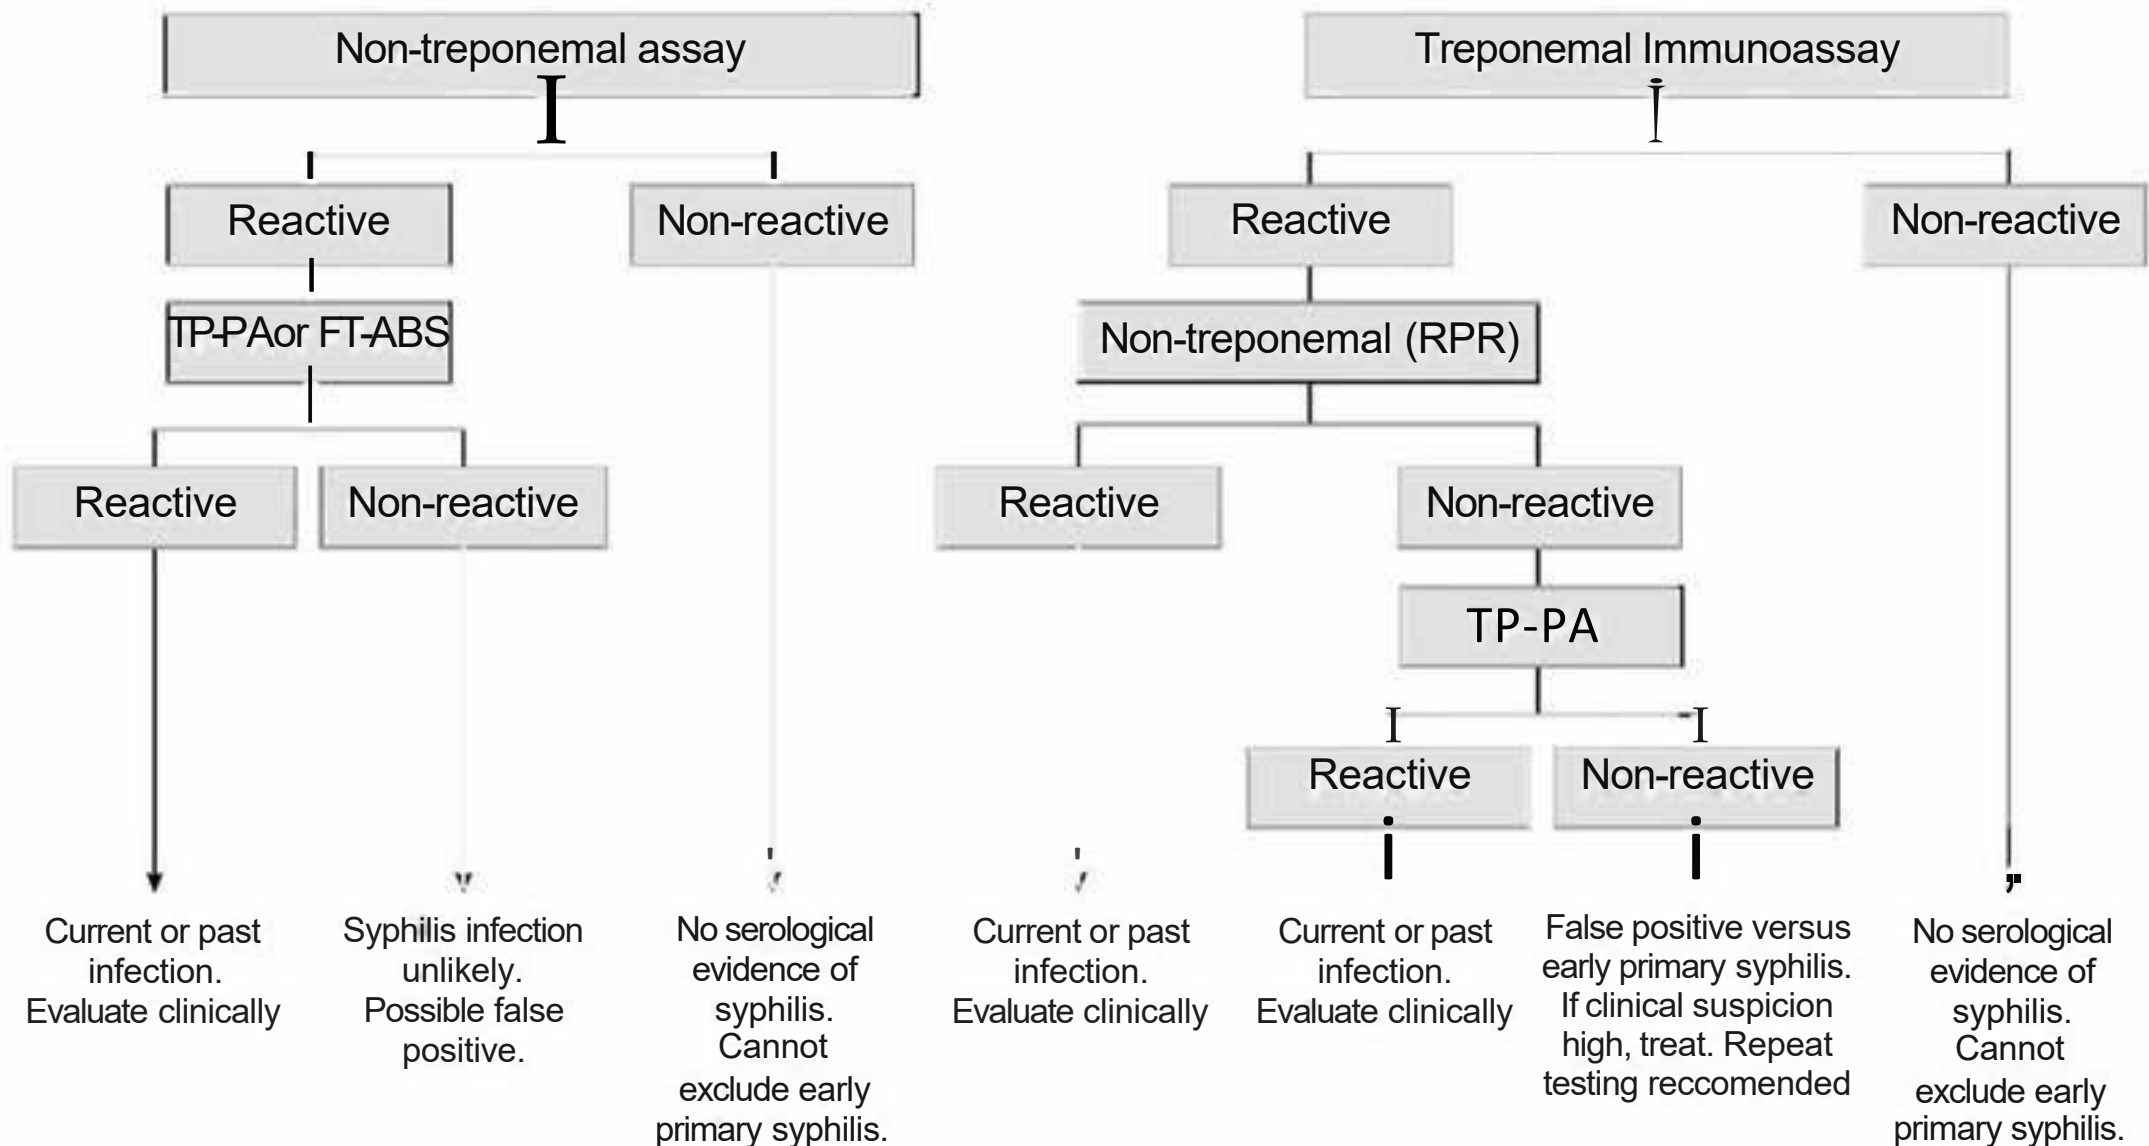 Non-treponemal assay
Treponemal Immunoassay
Reactive
Non-reactive
Reactive
Non-reactive
TP-PAor FT-ABS
Non-treponemal (RPR)
Reactive
Non-reactive
Reactive
Non-reactive
TP-PA
Reactive
Non-reactive
Current or past
infection.
Evaluate clinically
Syphilis infection
unlikely.
Possible false
positive.
No serological
evidence of
syphilis.
Cannot
exclude early
primary syphilis.
Current or past
infection.
Evaluate clinically
Current or past
infection.
Evaluate clinically
False positive versus
early primary syphilis.
If clinical suspicion
high, treat. Repeat
testing reccomended
No serological
evidence of
syphilis.
Cannot
exclude early
primary syphilis.